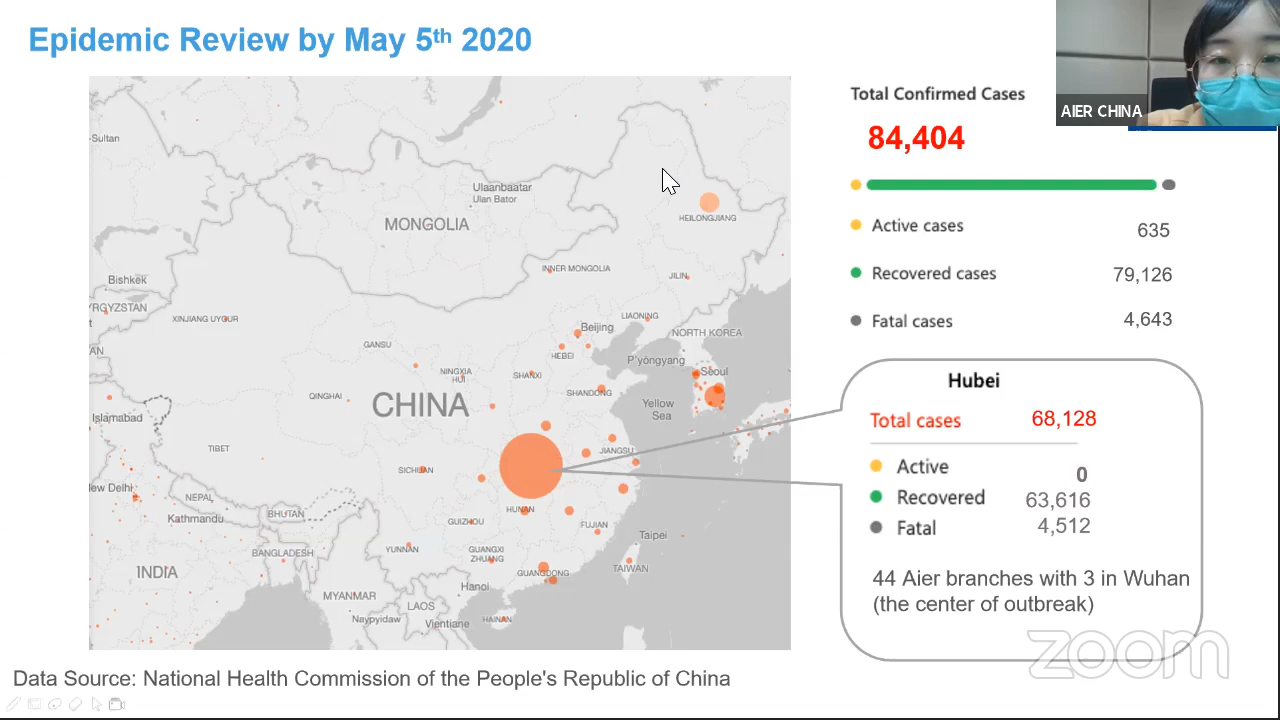 Epidemic Review by May 5th 2020
AIER CHINA
Total Confirmed Cases
84,404
Active cases 635
Recovered cases 79,126
Fatal cases 4,643
Hubei
Total cases 68,128
Active 0
Recovered 63,616
Fatal 4,512
44 Aier branches with 3 in Wuhan
(the center of outbreak)
zoom
Sultan
Ulaanbaatar
Ulan Bator
MONGOLIA
HEILONGJIANG
INNER MONGOLIA
JILIN
Bishkek
YRGYZSTAN
XINJIANG UYGUR
LIAONING
Beijing
NORTH KOREA
GANSU
HEBEI
P'yongyang
AN
NINGXIA
HUI
SHANXI
Seoul
QINGHAI
SHANDONG
CHINA
Yellow
Sea
Islamabad
TIBET
JIANGSU
SICHUAN
New Delhi
NEPAL
Kathmandu
BHUTAN
HUNAN
GUIZHOU
FUJIAN
Taipei
BANGLADESH
YUNNAN
GUANGXI
ZHUANG
INDIA
GUANGDONG
TAIWAN
Hanoi
MYANMAR
LAOS
Naypyidaw
Vientiane
HAINAN
Data Source: National Health Commission of the People's Republic of China